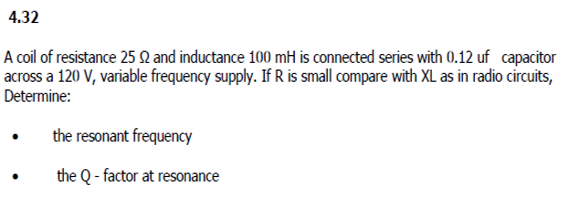 4.32
A coil of resistance 25 Ω and inductance 100 mH is connected series with 0.12 uf capacitor
across a 120 V, variable frequency supply. If R is small compare with XL as in radio circuits,
Determine:
• the resonant frequency
• the Q - factor at resonance